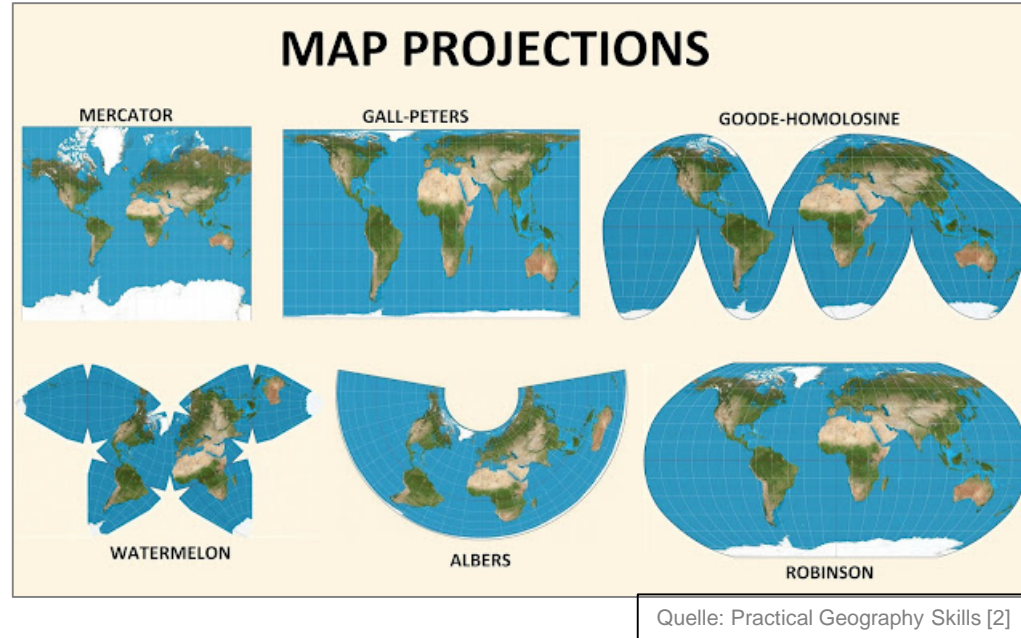 MAP PROJECTIONS
MERCATOR
GALL-PETERS
GOODE-HOMOLOSINE
WATERMELON
ALBERS
ROBINSON
Quelle: Practical Geography Skills [2]